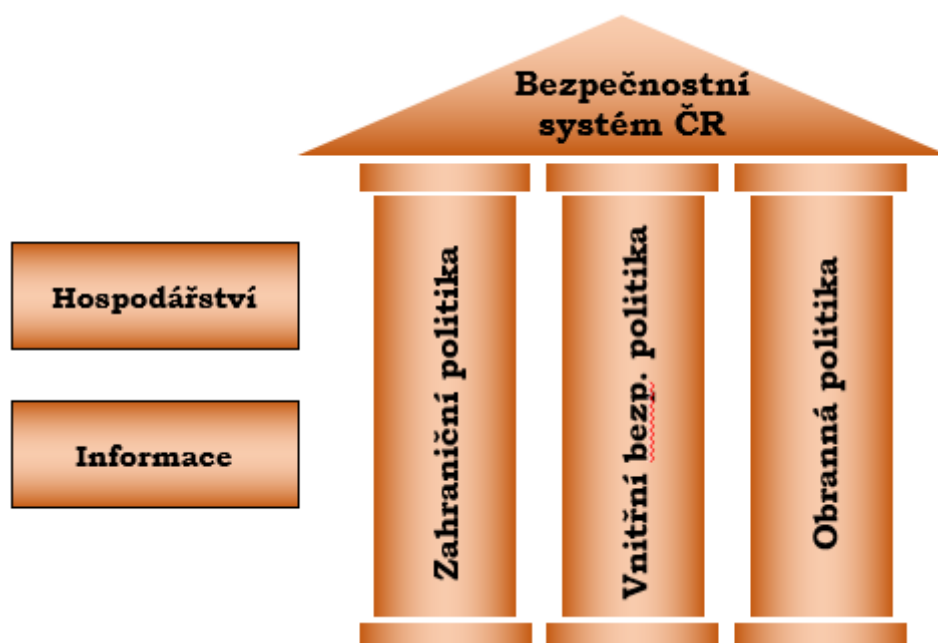 Bezpečnostní
systém ČR
Hospodářství
Informace
Zahraniční politika
Vnitřní bezp. politika
Obranná politika